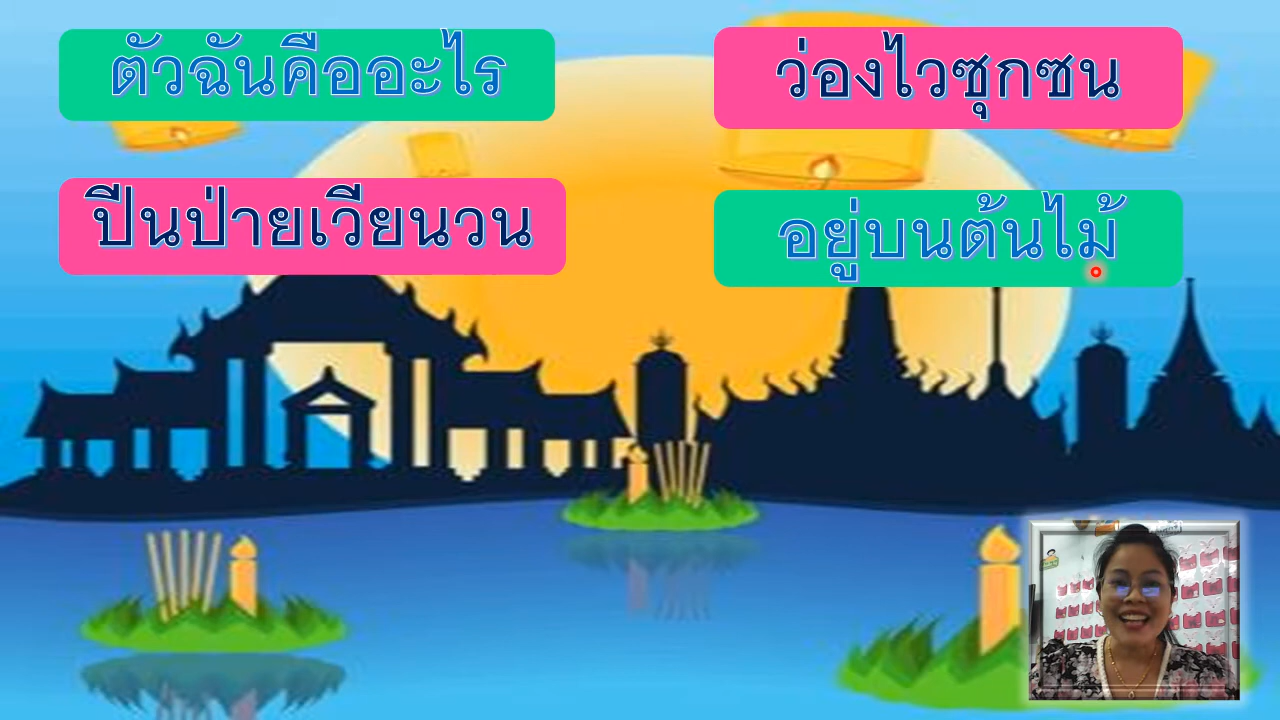 ตัวฉันคืออะไร
ว่องไวซุกซน
ปีนป่ายเวียนวน
อยู่บนต้นไม้